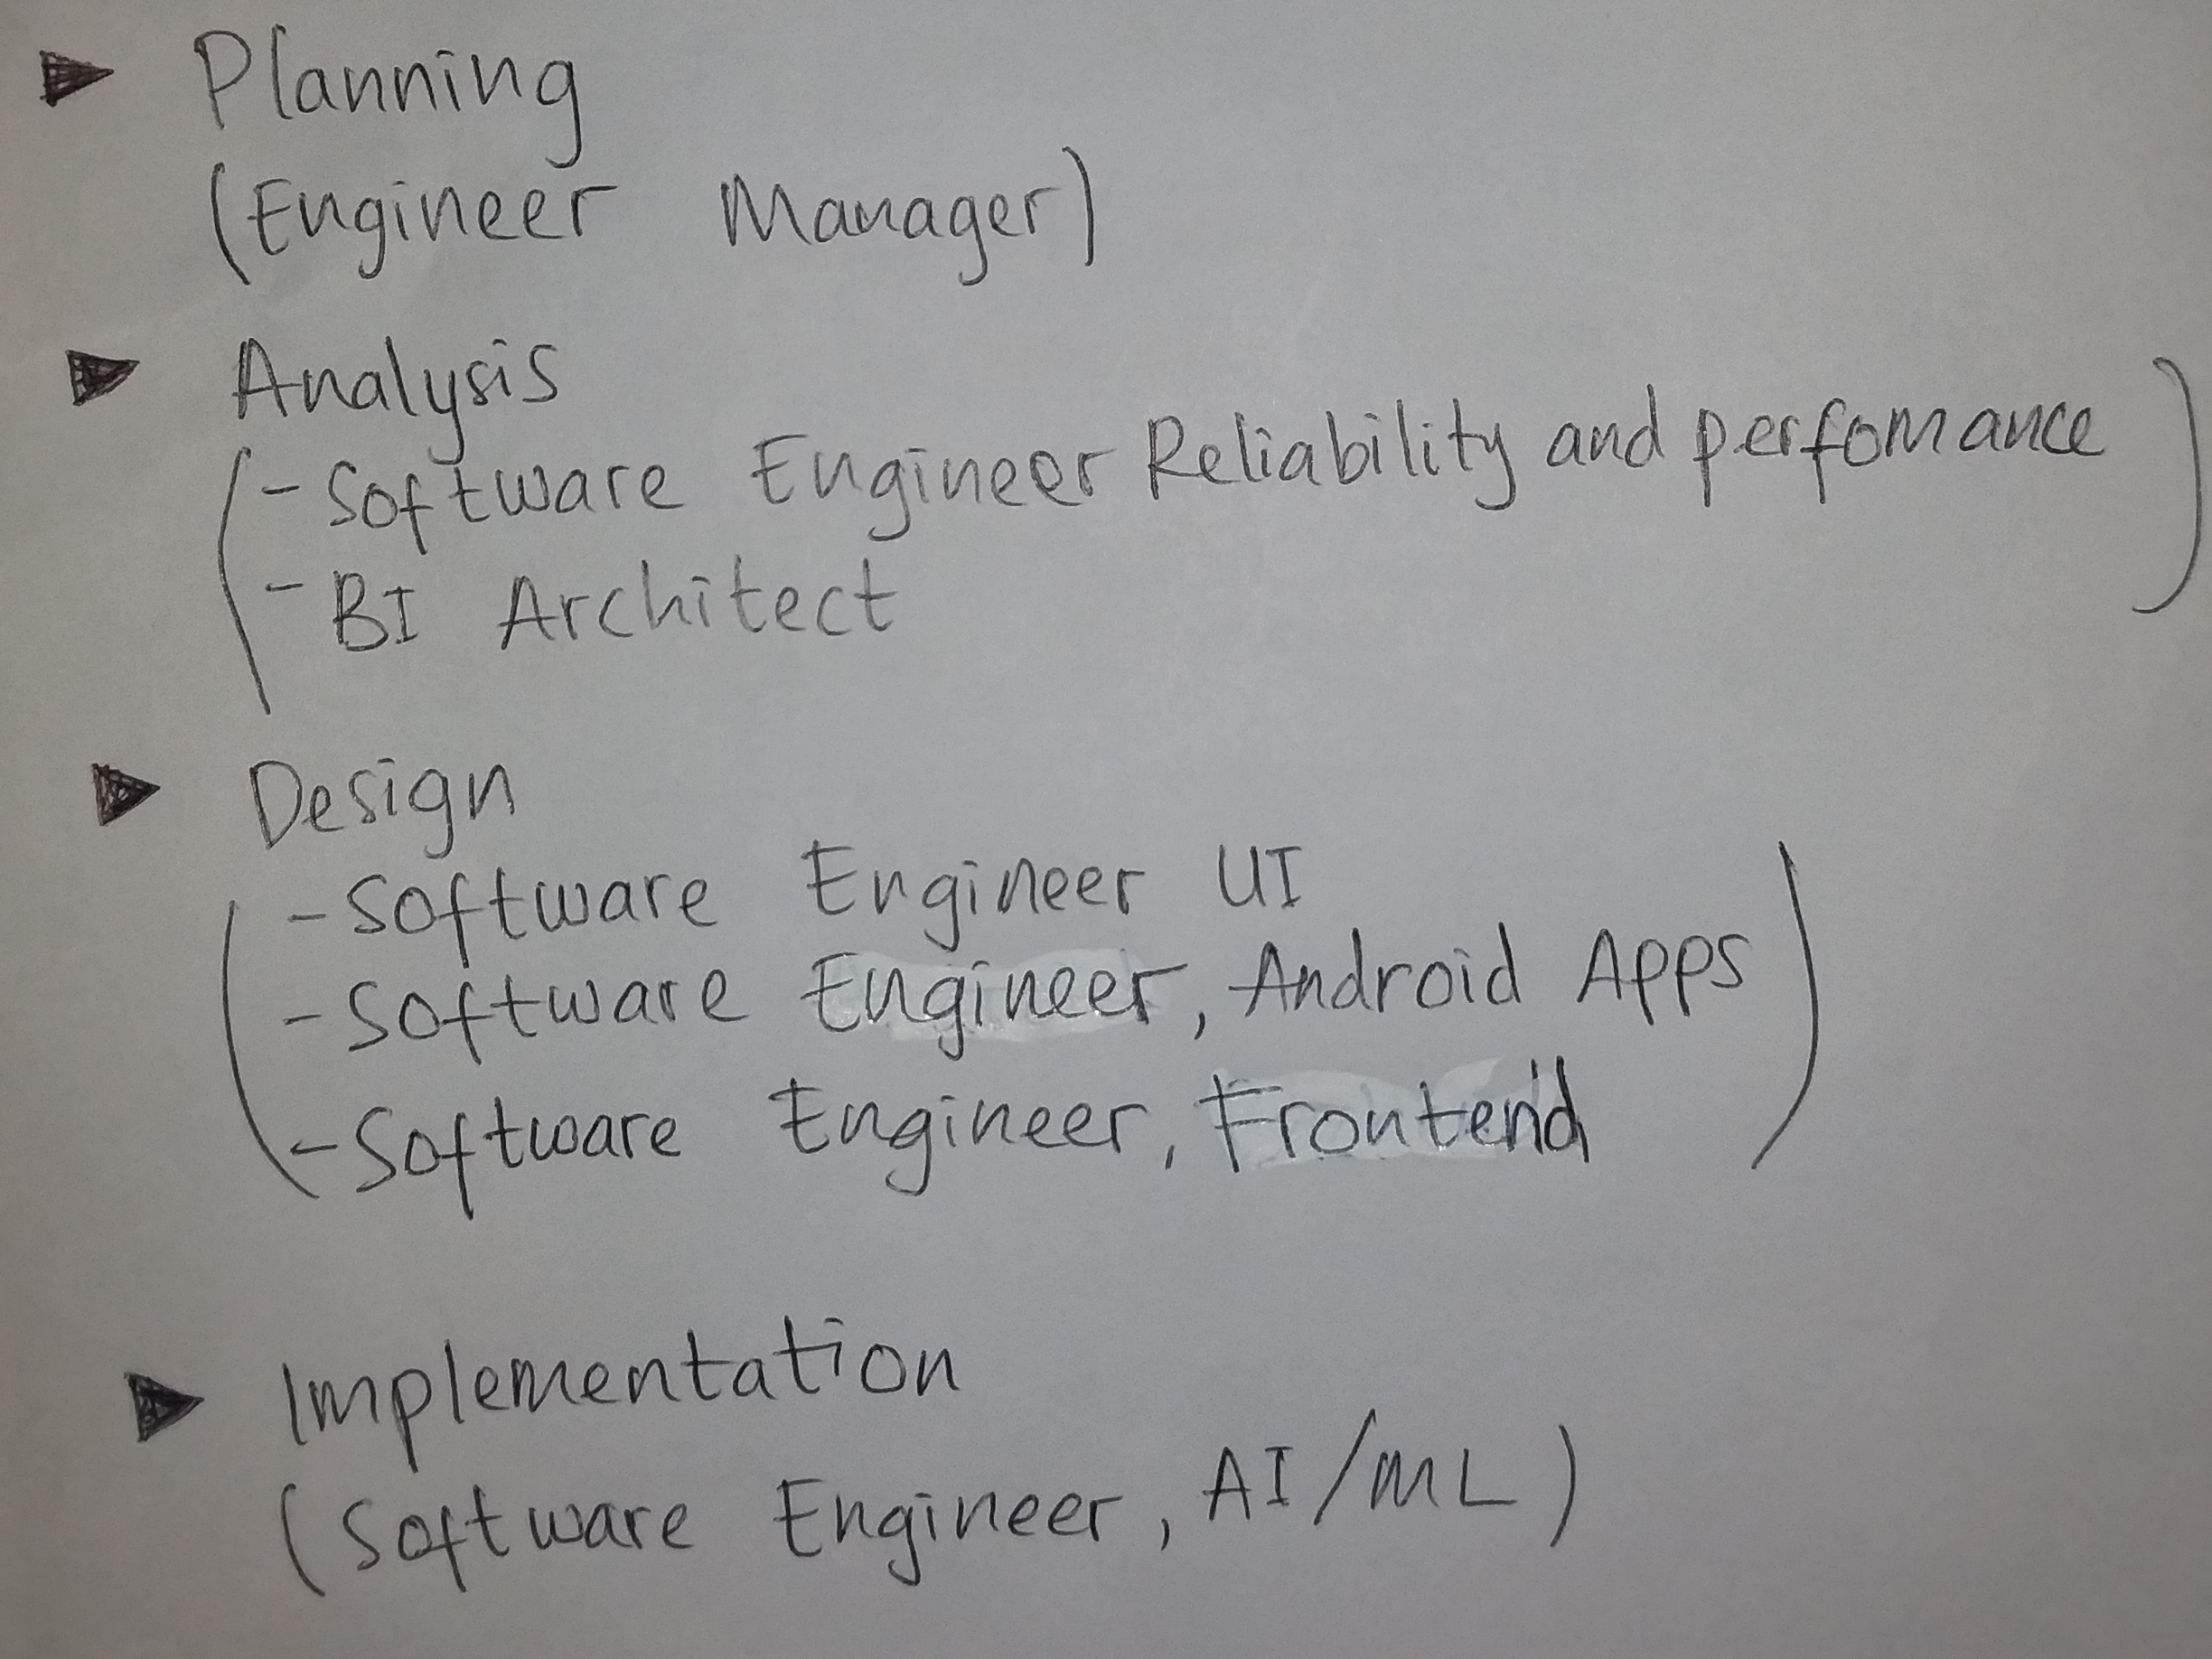 Planning
(Engineer Manager)
Analysis
(- Software Engineer Reliability and perfomance)
- BI Architect
Design
(- Software Engineer UI
- Software Engineer, Android Apps)
- Software Engineer, Frontend
Implementation
(Software Engineer, AI/ML)